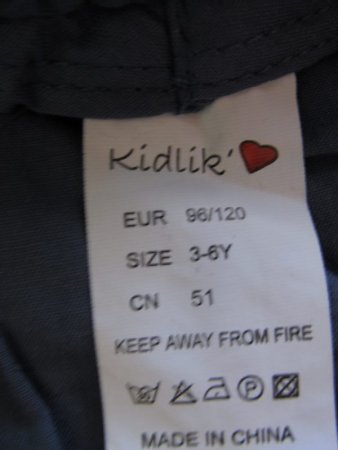 Kidlik'
EUR 96/120
SIZE 3-6Y
CN 51
KEEP AWAY FROM FIRE
P
MADE IN CHINA